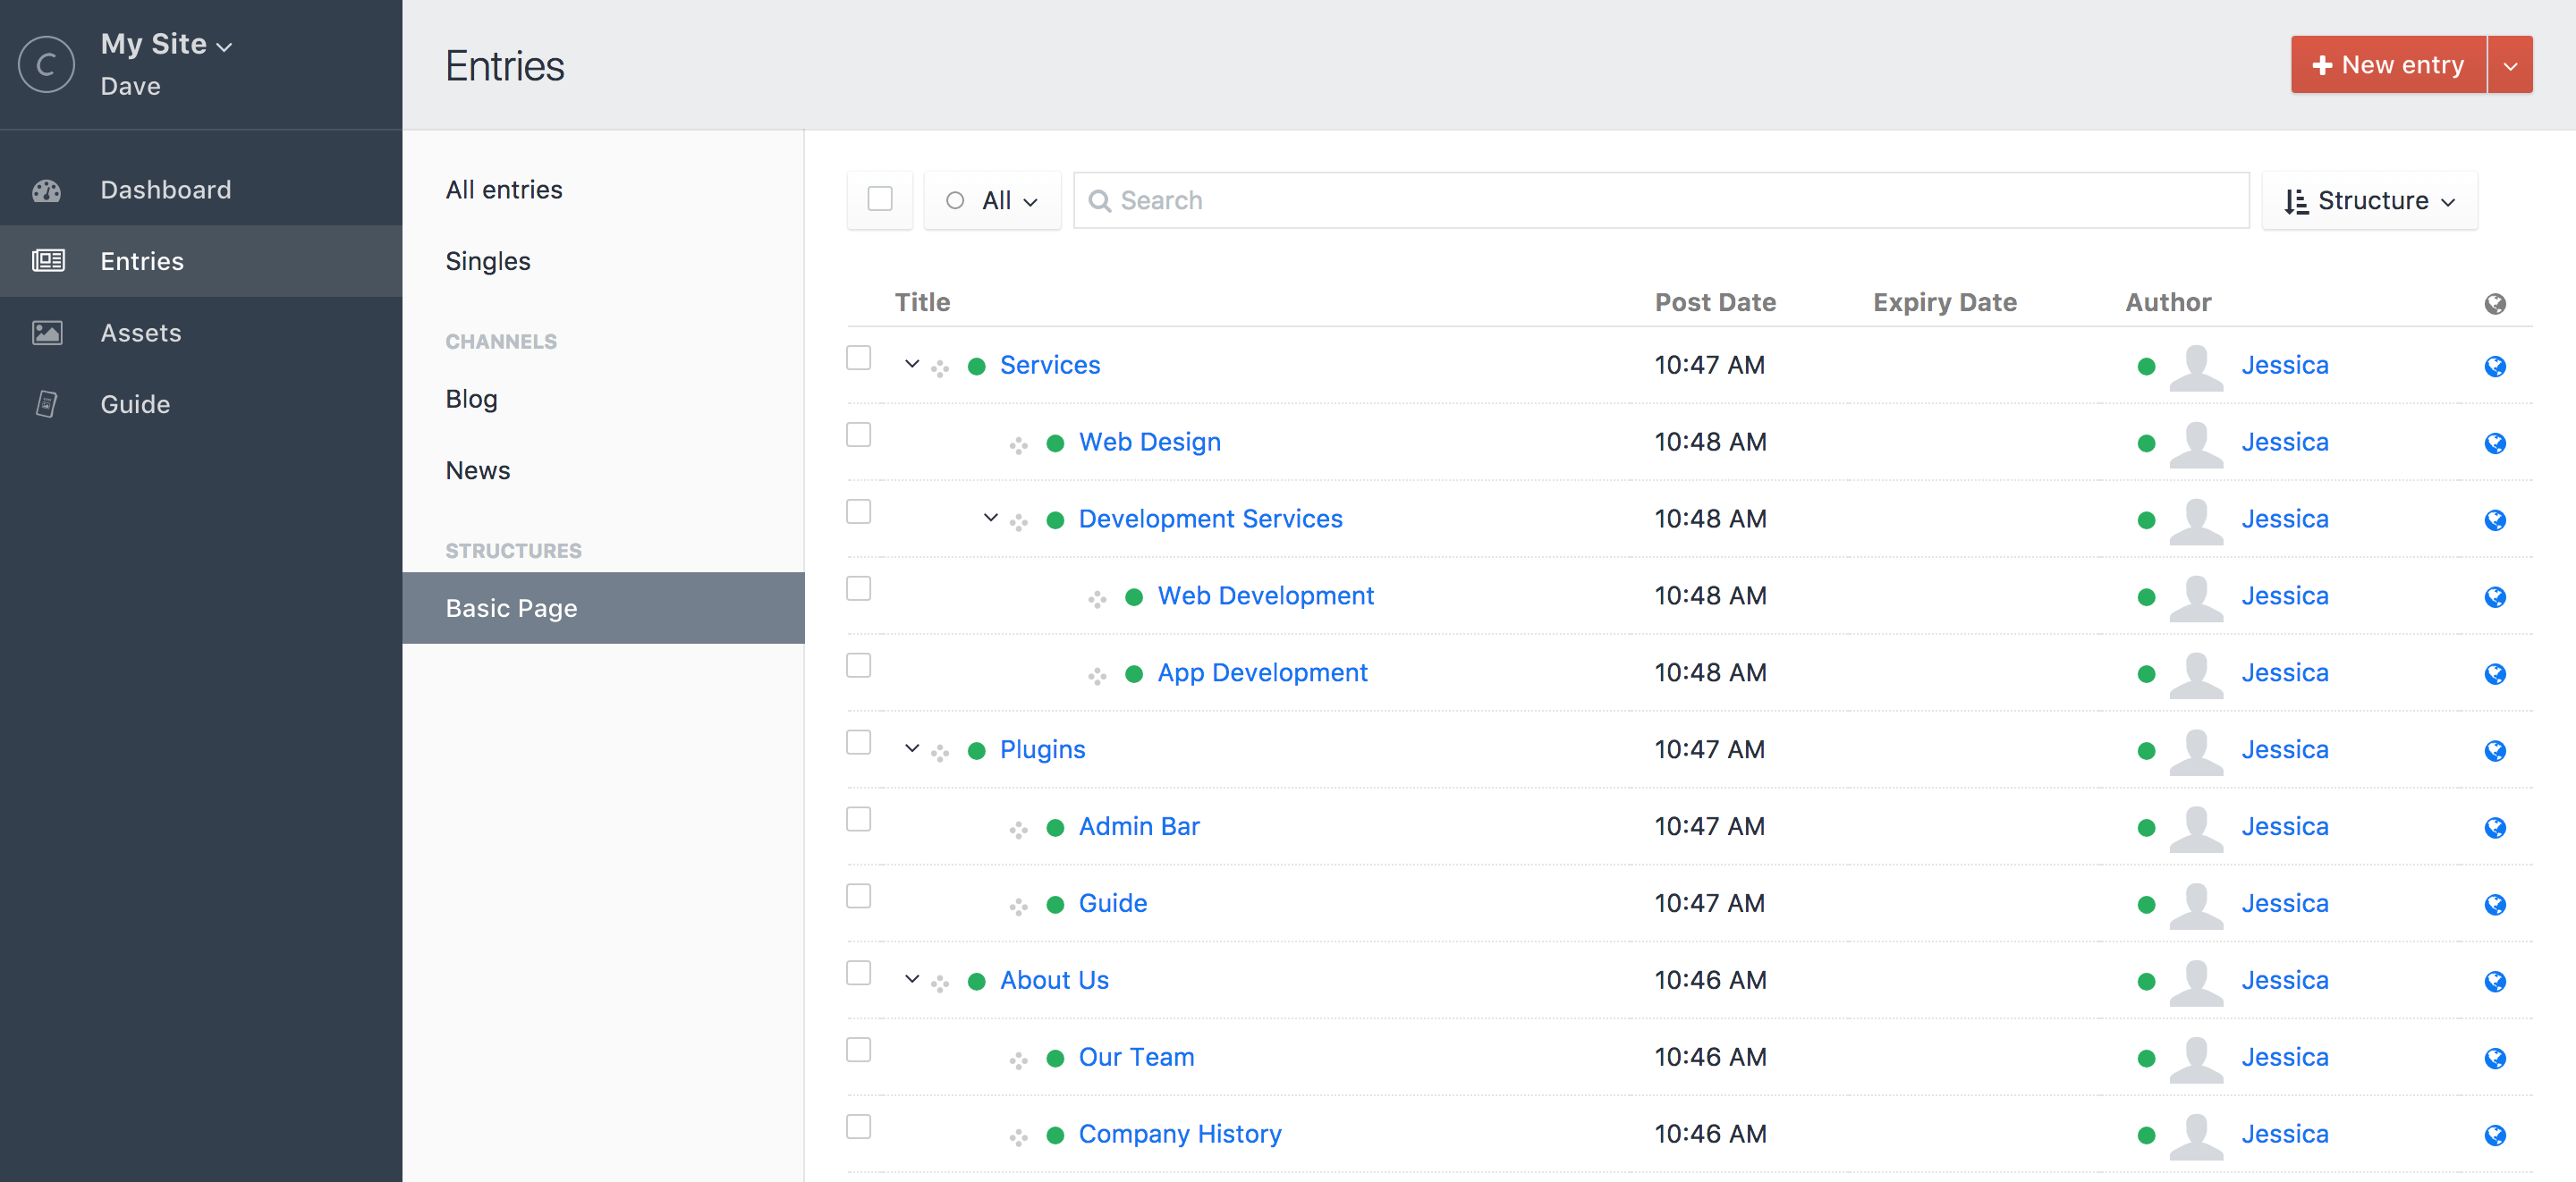 C
My Site
Dave
Dashboard
Entries
Assets
Guide
Entries
New entry
All entries
Singles
CHANNELS
Blog
News
STRUCTURES
Basic Page
All
Search
Structure
Title Post Date Expiry Date Author
Services 10:47 AM Jessica
Web Design 10:48 AM Jessica
Development Services 10:48 AM Jessica
Web Development 10:48 AM Jessica
App Development 10:48 AM Jessica
Plugins 10:47 AM Jessica
Admin Bar 10:47 AM Jessica
Guide 10:47 AM Jessica
About Us 10:46 AM Jessica
Our Team 10:46 AM Jessica
Company History 10:46 AM Jessica